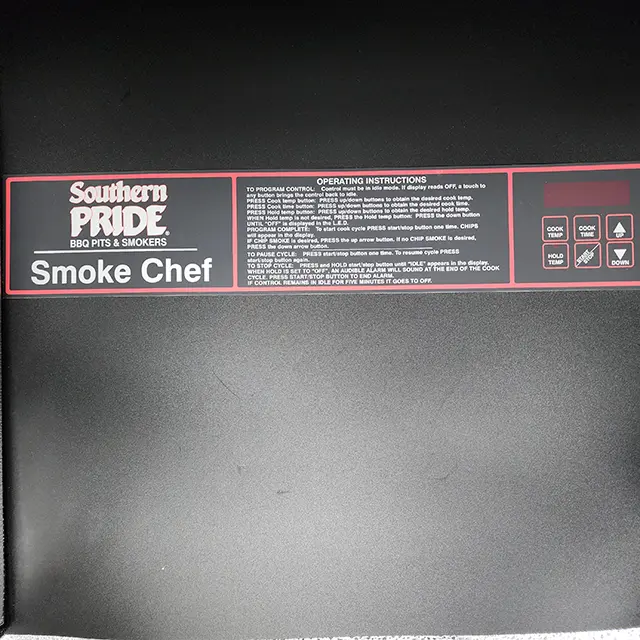 Southern
PRIDE®
BBQ PITS & SMOKERS
Smoke Chef
OPERATING INSTRUCTIONS
TO PROGRAM CONTROL: Control must be in idle mode. If display reads OFF, a touch to
any button brings the control back to idle.
PRESS Cook temp button: PRESS up/down buttons to obtain the desired cook temp.
PRESS Cook time button: PRESS up/down buttons to obtain the desired cook time.
PRESS Hold temp button: PRESS up/down buttons to obtain the desired hold temp.
WHEN Hold temp is not desired, PRESS the Hold temp button: PRESS the down button
UNTIL "OFF" is displayed in the L.E.D.
PROGRAM COMPLETE: To start cook cycle PRESS start/stop button one time. CHIPS
will appear in the display.
IF CHIP SMOKE is desired, PRESS the up arrow button. If no CHIP SMOKE is desired,
PRESS the down arrow button.
TO PAUSE CYCLE: PRESS start/stop button one time. To resume cycle PRESS
start/stop button again.
TO STOP CYCLE: PRESS and HOLD start/stop button until "IDLE" appears in the display.
WHEN HOLD IS SET TO "OFF", AN AUDIBLE ALARM WILL SOUND AT THE END OF THE COOK
CYCLE. PRESS START/STOP BUTTON TO END ALARM.
IF CONTROL REMAINS IN IDLE FOR FIVE MINUTES IT GOES TO OFF.
COOK
TEMP
COOK
TIME
UP
HOLD
TEMP
DOWN